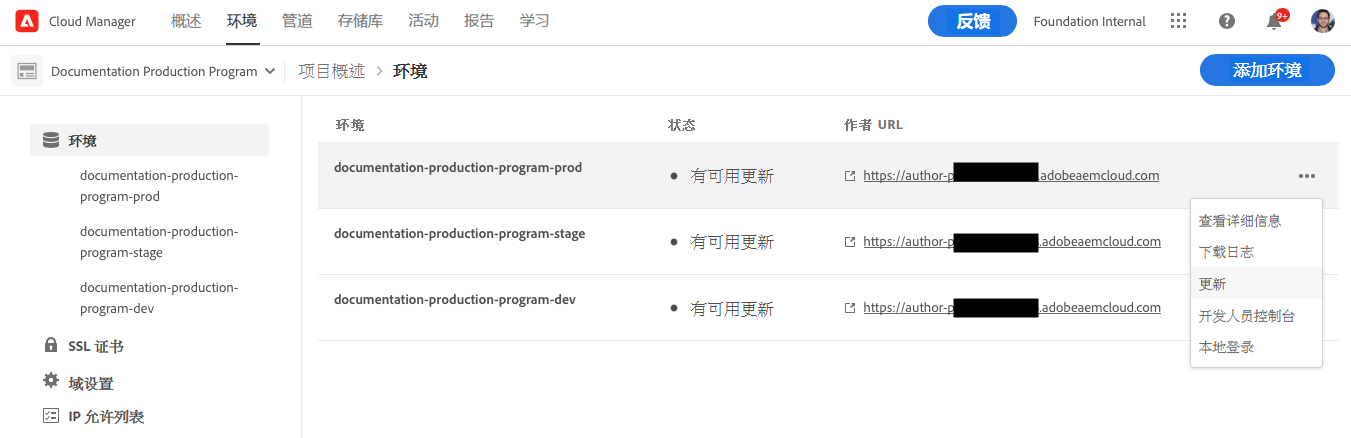 Cloud Manager 概述 环境 管道 存储库 活动 报告 学习 反馈 Foundation Internal 9+
Documentation Production Program 项目概述 环境 添加环境
环境
documentation-production-
program-prod
documentation-production-
program-stage
documentation-production-
program-dev
SSL 证书
域设置
IP 允许列表
环境 状态 作者 URL
documentation-production-program-prod 有可用更新 https://author-p .adobeaemcloud.com
documentation-production-program-stage 有可用更新 https://author-p .adobeaemcloud.com
documentation-production-program-dev 有可用更新 https://author-p .adobeaemcloud.com
查看详细信息
下载日志
更新
开发人员控制台
本地登录